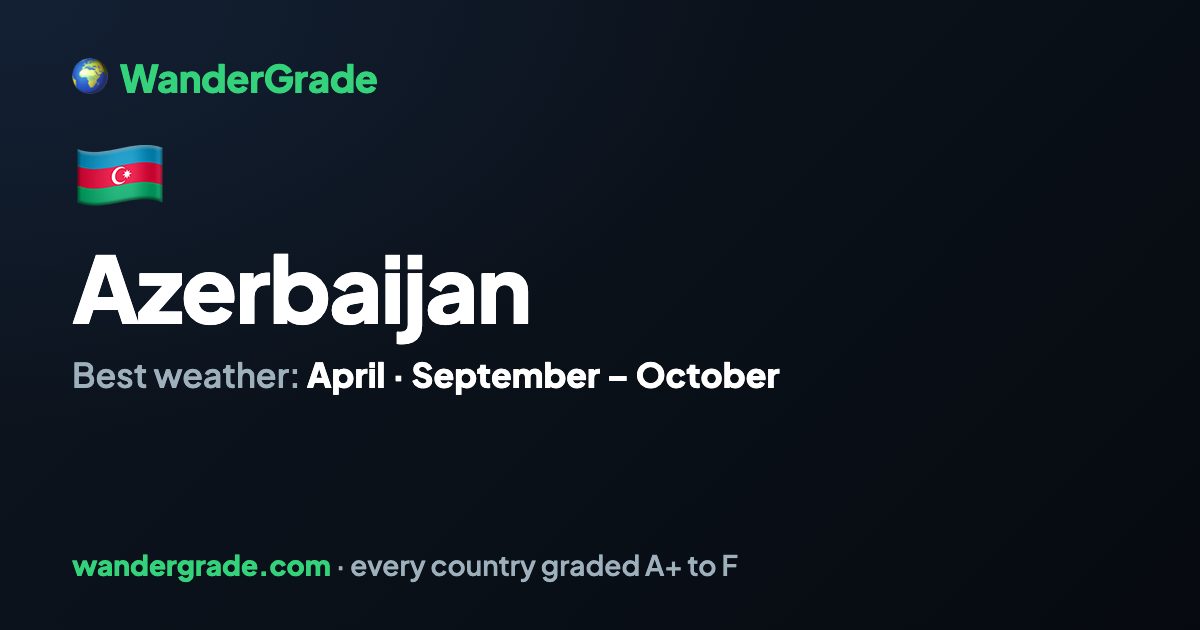 WanderGrade
Azerbaijan
Best weather: April · September – October
wandergrade.com · every country graded A+ to F